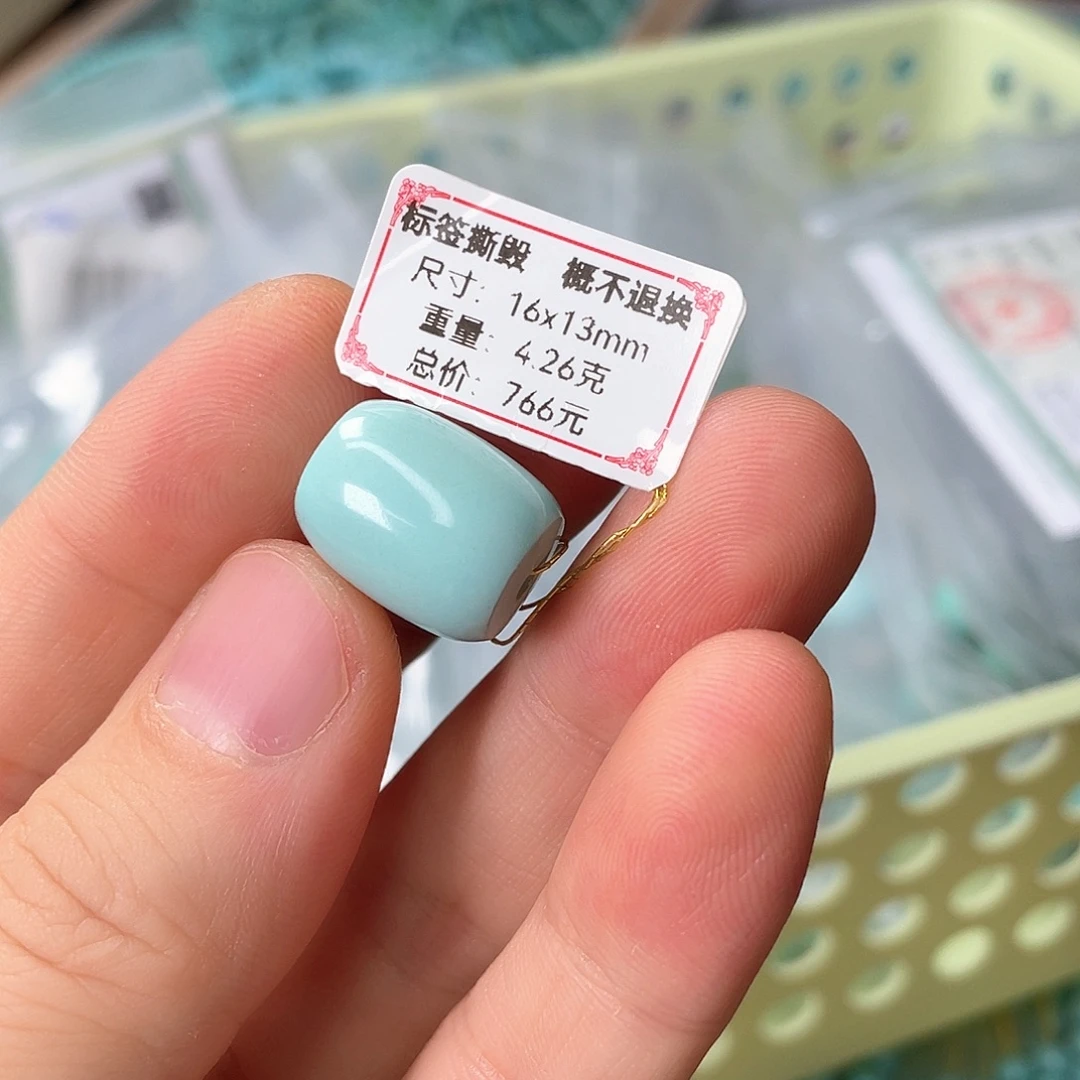 标签撕毁 概不退换
尺寸: 16x13mm
重量: 4.26克
总价: 766元